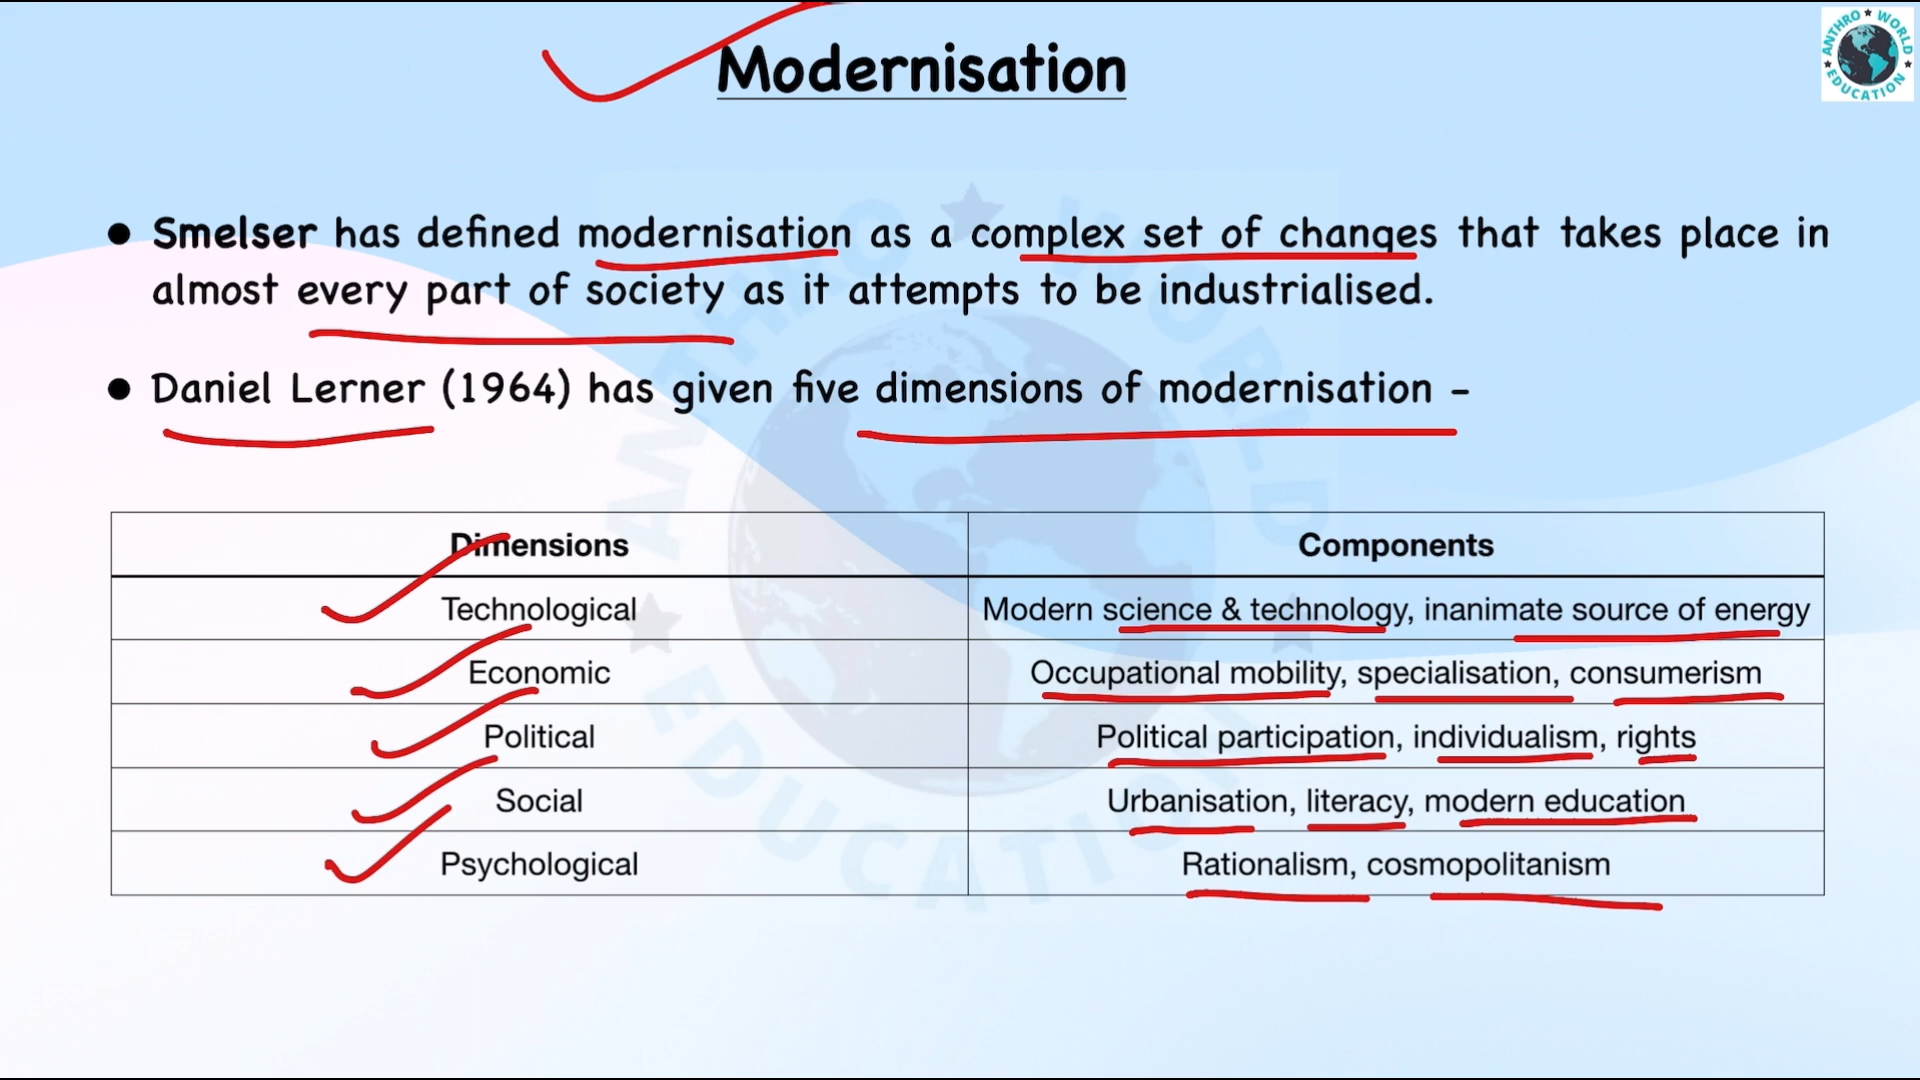 Modernisation
ANTHRO WORLD EDUCATION
• Smelser has defined modernisation as a complex set of changes that takes place in
almost every part of society as it attempts to be industrialised.
• Daniel Lerner (1964) has given five dimensions of modernisation -
Dimensions Components
Technological Modern science & technology, inanimate source of energy
Economic Occupational mobility, specialisation, consumerism
Political Political participation, individualism, rights
Social Urbanisation, literacy, modern education
Psychological Rationalism, cosmopolitanism
ANTHRO WORLD EDUCATION